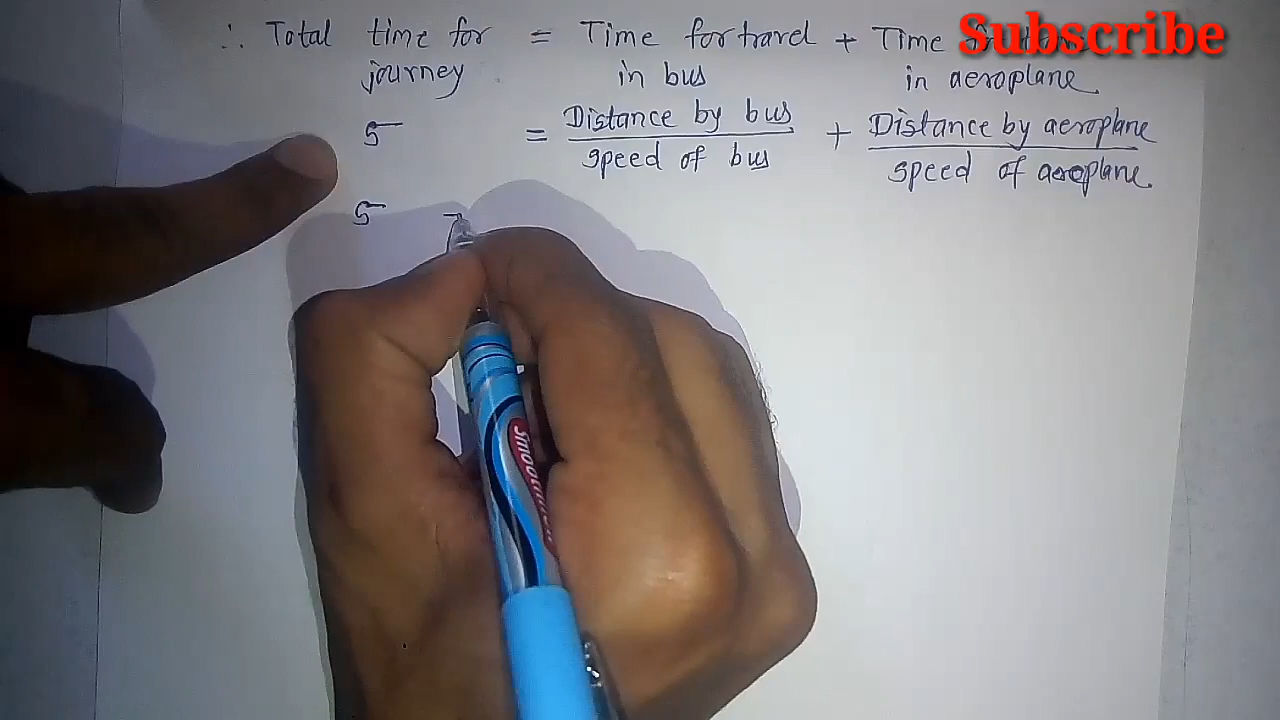 ∴ Total time for journey = Time for travel in bus + Time in aeroplane
Subscribe
5 = Distance by bus / speed of bus + Distance by aeroplane / speed of aeroplane
5
smooth